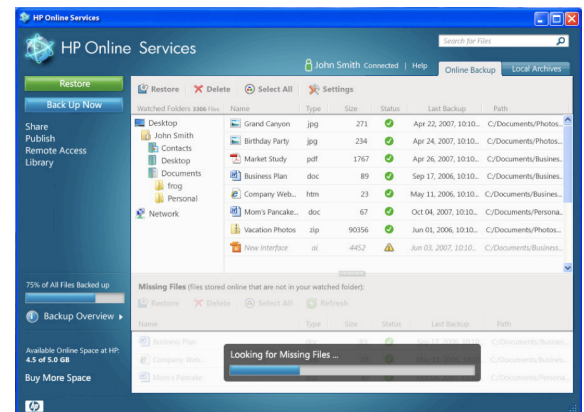 HP Online Services
HP Online Services
Search for Files
John Smith Connected | Help
Online Backup
Local Archives
Restore
Back Up Now
Share
Publish
Remote Access
Library
Restore Delete Select All Settings
Watched Folders 3306 Files Name Type Size Status Last Backup Path
Desktop
John Smith
Contacts
Desktop
Documents
frog
Personal
Network
Grand Canyon jpg 271 Apr 22, 2007, 10:10... C:/Documents/Photos...
Birthday Party jpg 234 Apr 24, 2007, 10:10... C:/Documents/Photos...
Market Study pdf 1767 Apr 26, 2007, 10:10... C:/Documents/Busines...
Business Plan doc 89 Sep 17, 2006, 10:10... C:/Documents/Busines...
Company Web... htm 23 May 11, 2006, 10:10... C:/Documents/Busines...
Mom's Pancake... doc 67 Oct 04, 2007, 10:10... C:/Documents/Persona...
Vacation Photos zip 90356 Jun 01, 2006, 10:10... C:/Documents/Photos...
New Interface ai 4452 Jun 03, 2007, 10:10... C:/Documents/Business...
75% of All Files Backed up
Backup Overview
Available Online Space at HP:
4.5 of 5.0 GB
Buy More Space
Missing Files (files stored online that are not in your watched folder):
Restore Delete Select All Refresh
Name Type Size Status Last Backup Path
Business Plan
Company Web...
Mom's Pancake
Looking for Missing Files ...
hp